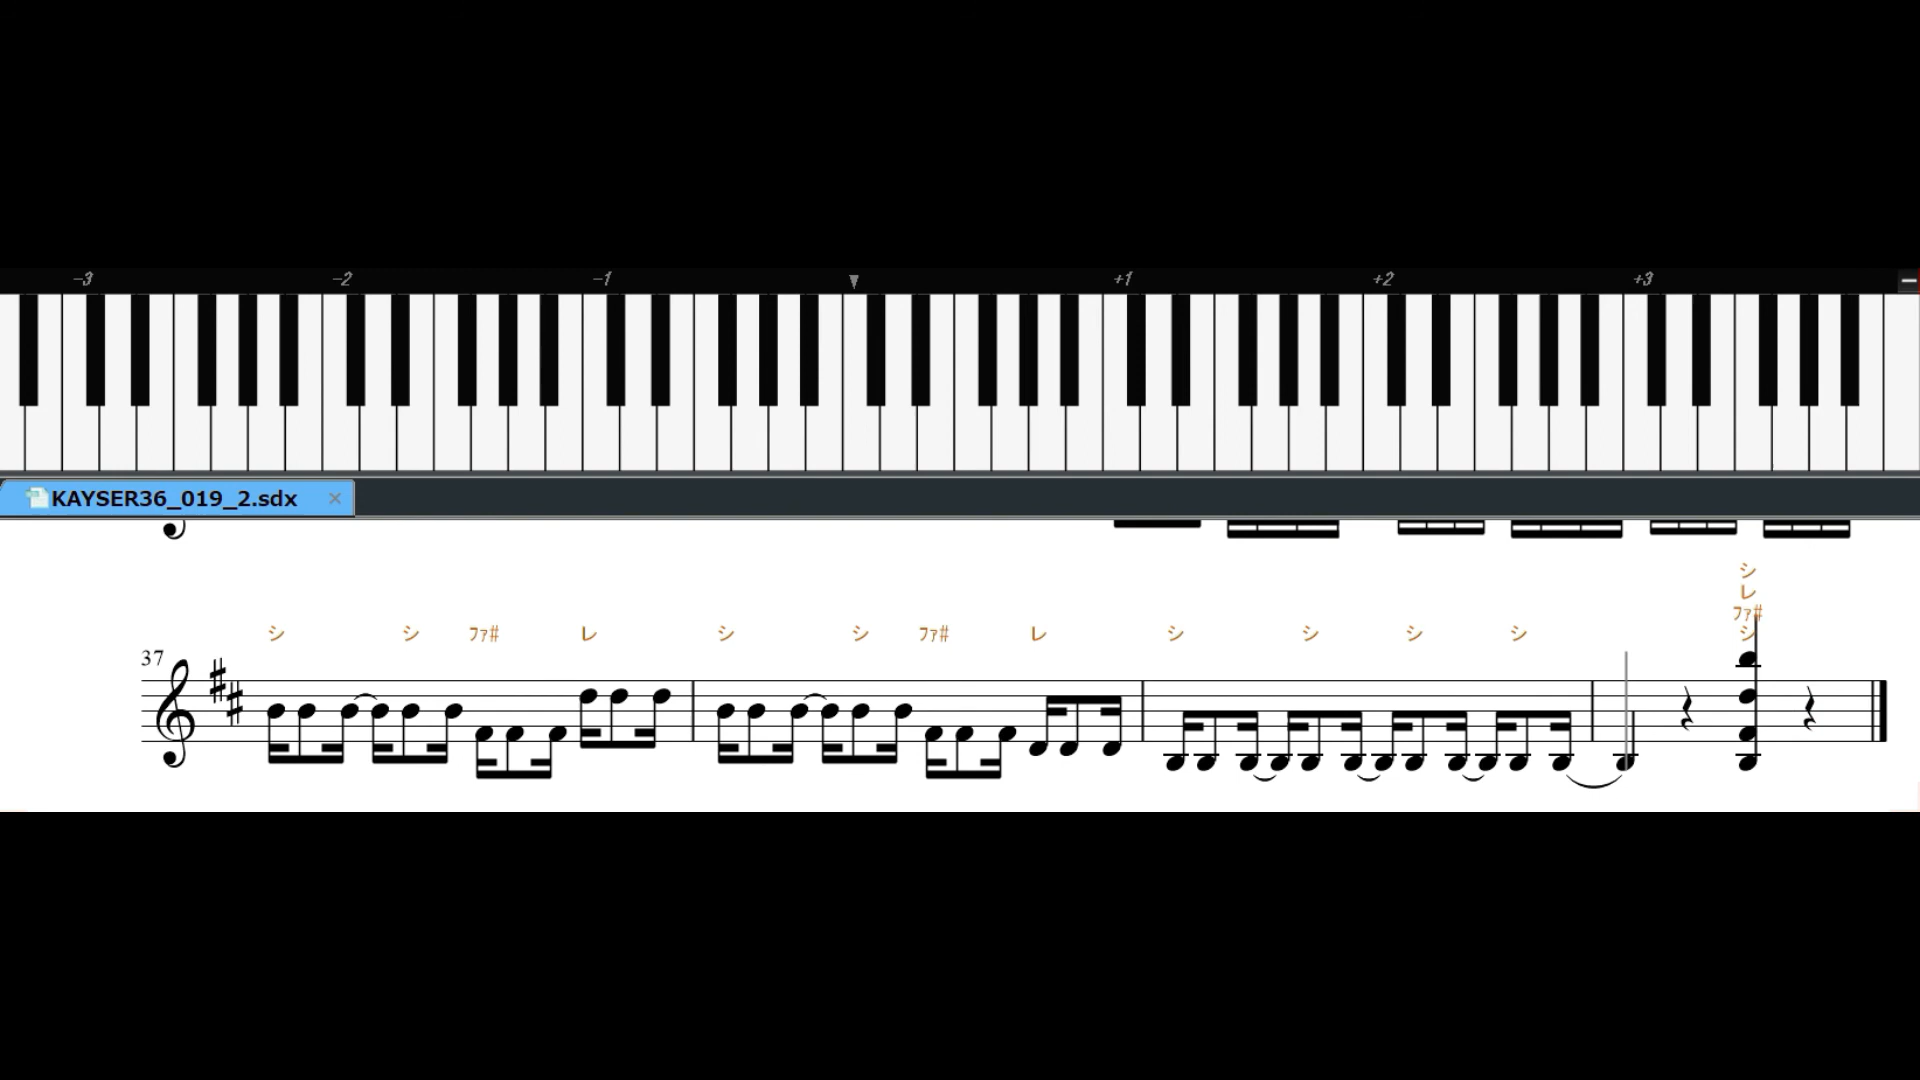 -3 -2 -1 ▼ +1 +2 +3
KAYSER36_019_2.sdx ×
シ
レ
ファ#
シ シ ファ# レ シ シ ファ# レ シ シ シ シ シ
37